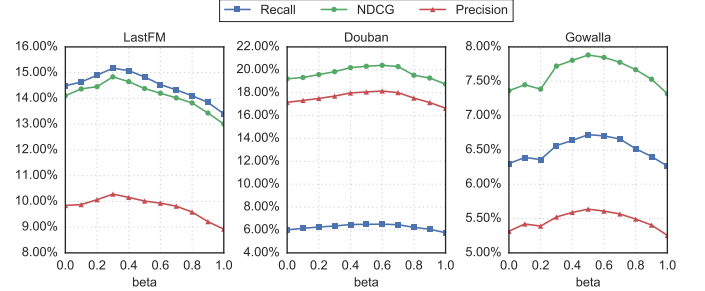 Recall NDCG Precision
LastFM
16.00%
15.00%
14.00%
13.00%
12.00%
11.00%
10.00%
9.00%
8.00%
0.0 0.2 0.4 0.6 0.8 1.0
beta
Douban
22.00%
20.00%
18.00%
16.00%
14.00%
12.00%
10.00%
8.00%
6.00%
4.00%
0.0 0.2 0.4 0.6 0.8 1.0
beta
Gowalla
8.00%
7.50%
7.00%
6.50%
6.00%
5.50%
5.00%
0.0 0.2 0.4 0.6 0.8 1.0
beta